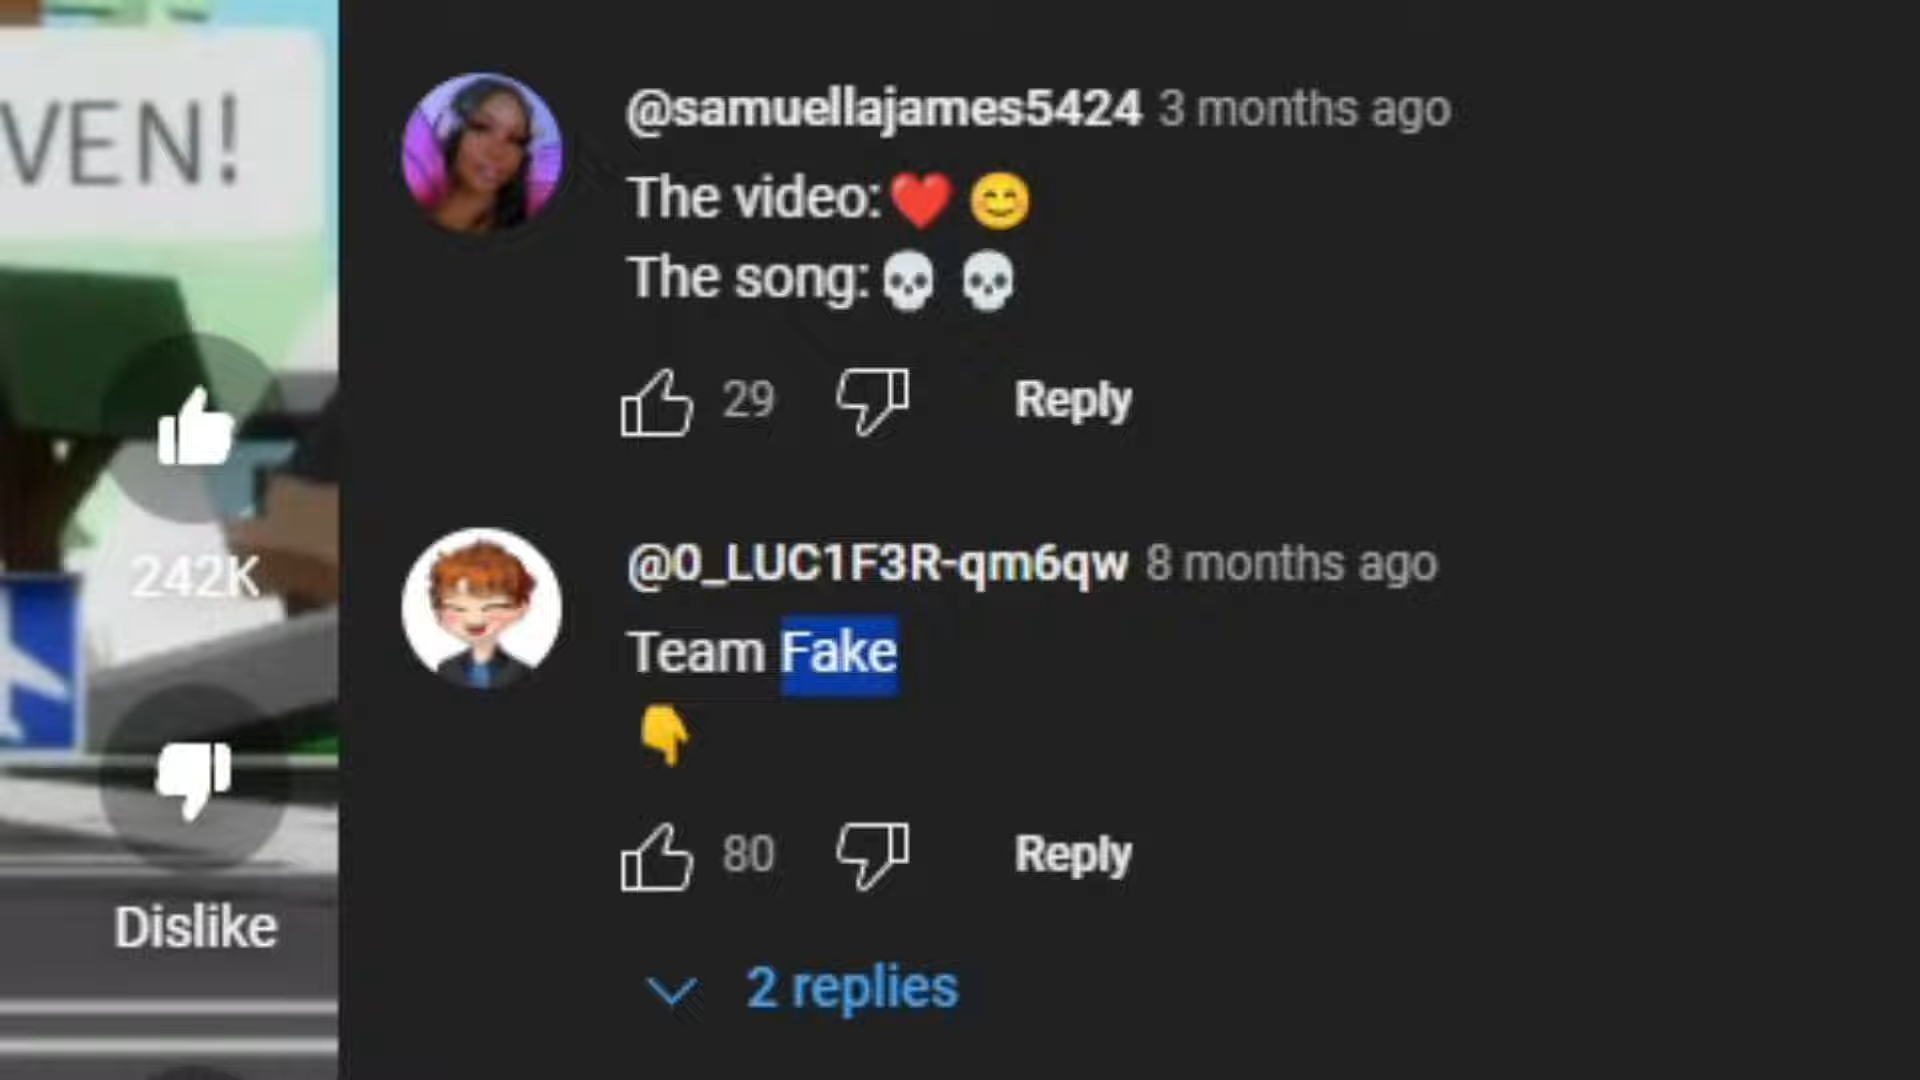 VEN!
242K
Dislike
@samuellajames5424 3 months ago
The video:❤️ 😊
The song:💀 💀
29 Reply
@0_LUC1F3R-qm6qw 8 months ago
Team Fake
👇
80 Reply
2 replies